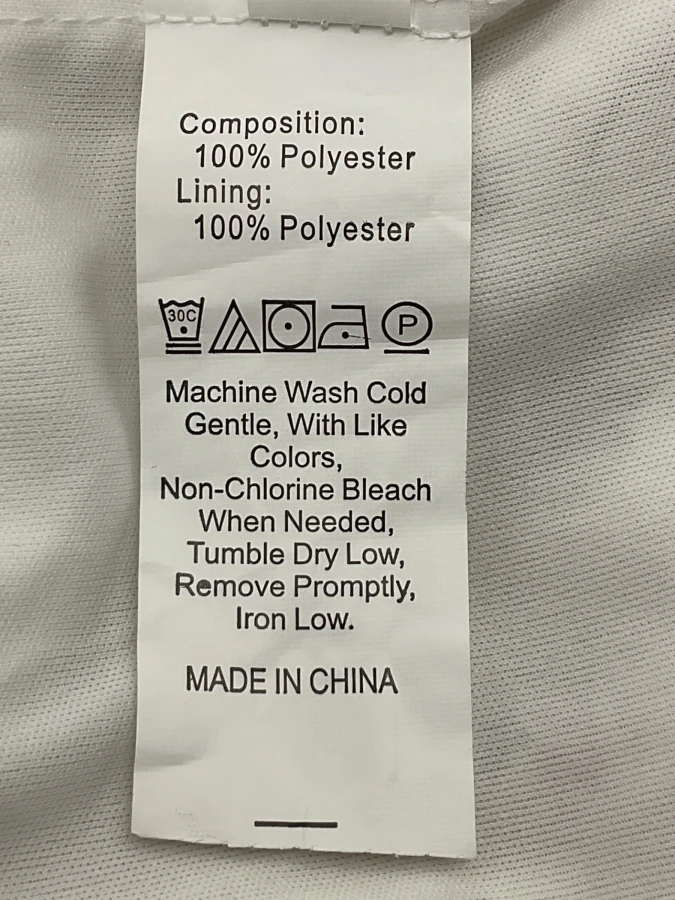 Composition:
100% Polyester
Lining:
100% Polyester
30C
P
Machine Wash Cold
Gentle, With Like
Colors,
Non-Chlorine Bleach
When Needed,
Tumble Dry Low,
Remove Promptly,
Iron Low.
MADE IN CHINA